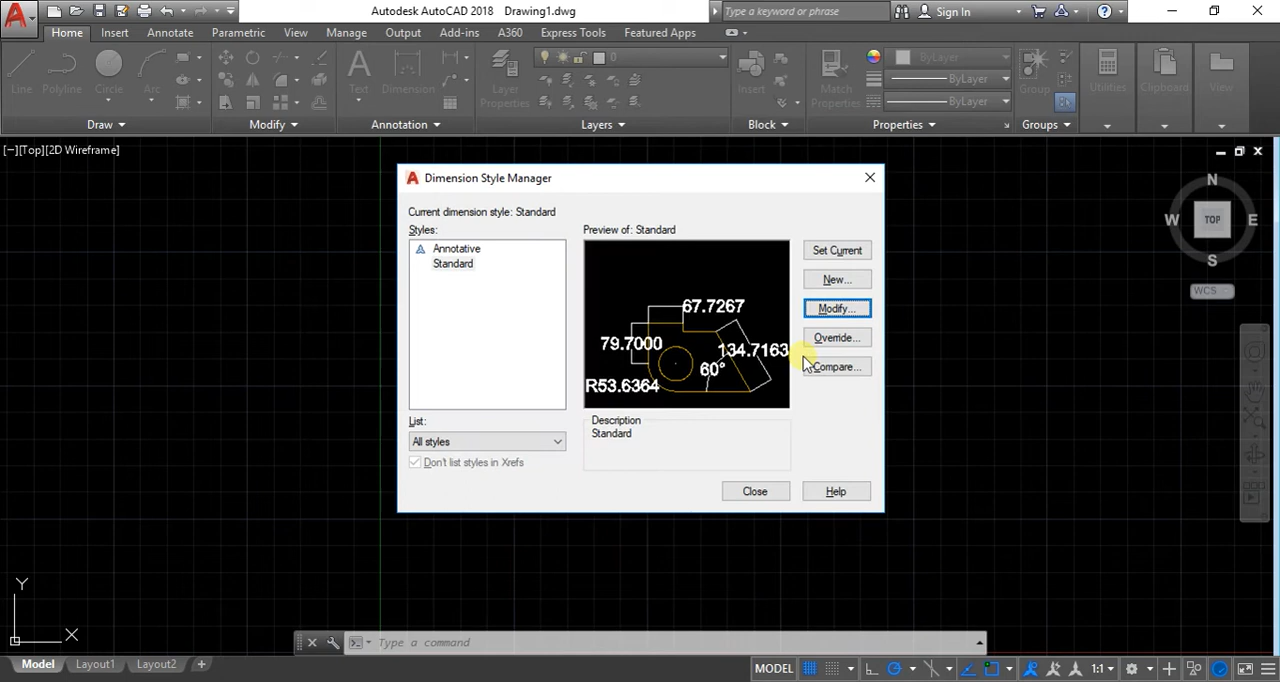 Autodesk AutoCAD 2018 Drawing1.dwg
Type a keyword or phrase
Sign In
Home Insert Annotate Parametric View Manage Output Add-ins A360 Express Tools Featured Apps
0
ByLayer
Line Polyline Circle Arc
Text Dimension
Layer Properties
Insert
Match Properties
ByLayer
ByLayer
Group
Utilities
Clipboard
View
Draw Modify Annotation Layers Block Properties Groups
[−][Top][2D Wireframe]
Dimension Style Manager
Current dimension style: Standard
Styles:
Annotative
Standard
Preview of: Standard
67.7267
79.7000
134.7163
60°
R53.6364
Set Current
New...
Modify...
Override...
Compare...
List:
All styles
Don't list styles in Xrefs
Description
Standard
Close
Help
N
W TOP E
S
WCS
Y
X
Type a command
Model Layout1 Layout2 +
MODEL
1:1